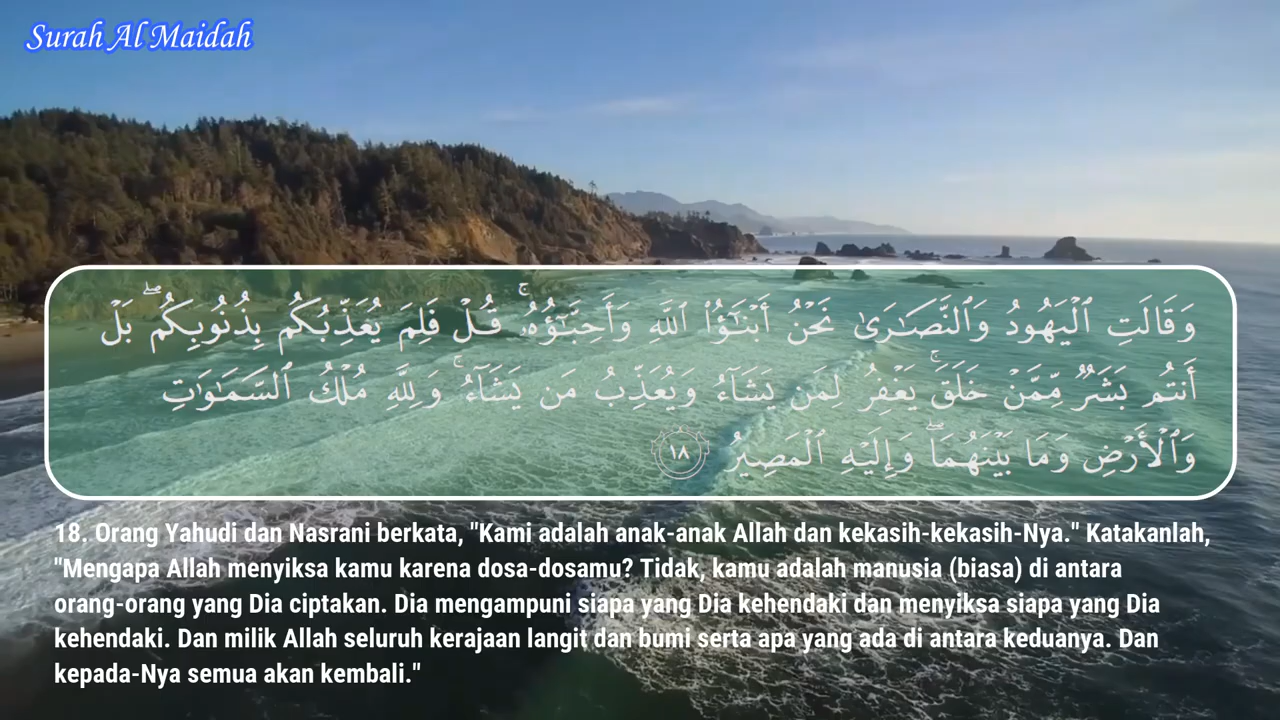 Surah Al Maidah
وَقَالَتِ ٱلْيَهُودُ وَٱلنَّصَـٰرَىٰ نَحْنُ أَبْنَـٰٓؤُا۟ ٱللَّهِ وَأَحِبَّـٰٓؤُهُۥ ۚ قُلْ فَلِمَ يُعَذِّبُكُم بِذُنُوبِكُم ۖ بَلْ
أَنتُم بَشَرٌ مِّمَّنْ خَلَقَ ۚ يَغْفِرُ لِمَن يَشَآءُ وَيُعَذِّبُ مَن يَشَآءُ ۚ وَلِلَّهِ مُلْكُ ٱلسَّمَـٰوَٰتِ
وَٱلْأَرْضِ وَمَا بَيْنَهُمَا ۖ وَإِلَيْهِ ٱلْمَصِيرُ ١٨
18. Orang Yahudi dan Nasrani berkata, "Kami adalah anak-anak Allah dan kekasih-kekasih-Nya." Katakanlah,
"Mengapa Allah menyiksa kamu karena dosa-dosamu? Tidak, kamu adalah manusia (biasa) di antara
orang-orang yang Dia ciptakan. Dia mengampuni siapa yang Dia kehendaki dan menyiksa siapa yang Dia
kehendaki. Dan milik Allah seluruh kerajaan langit dan bumi serta apa yang ada di antara keduanya. Dan
kepada-Nya semua akan kembali."